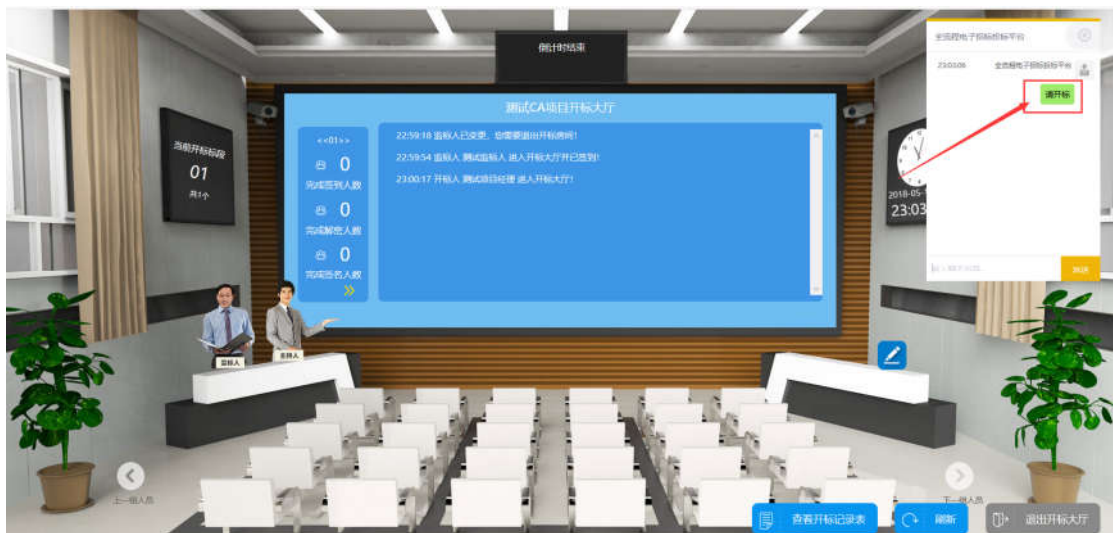 倒计时结束
测试CA项目开标大厅
<<01>>
0
完成签到人数
0
完成解密人数
0
完成签名人数
22:59:18 监标人已变更，您需要退出开标房间！
22:59:54 监标人 测试监标人 进入开标大厅并已签到！
23:00:17 开标人 测试项目经理 进入开标大厅！
当前开标标段
01
共1个
2018-05-
23:03
全流程电子招标投标平台
23:03:06 全流程电子招标投标平台
请开标
发送
监标人
主持人
上一组人员
下一组人员
查看开标记录表
刷新
退出开标大厅